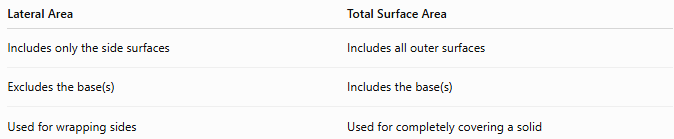 Lateral Area Total Surface Area
Includes only the side surfaces Includes all outer surfaces
Excludes the base(s) Includes the base(s)
Used for wrapping sides Used for completely covering a solid